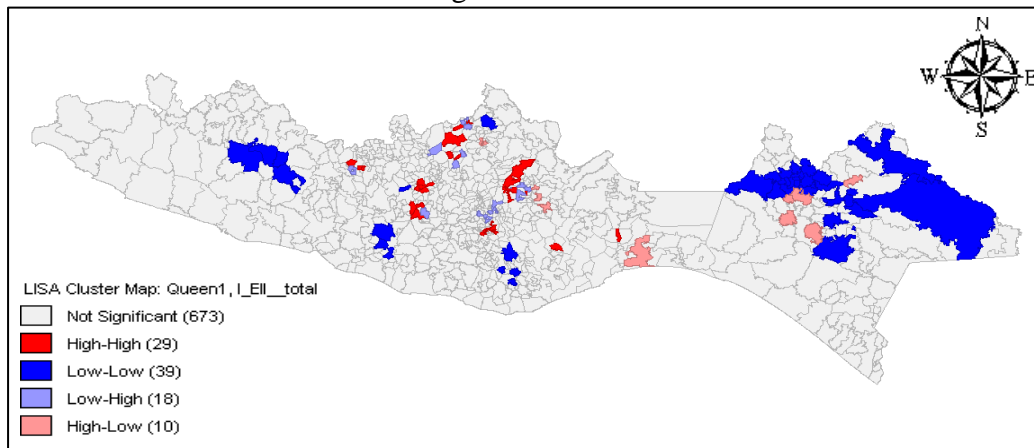 N
W E
S
LISA Cluster Map: Queen1, I_Ell__total
Not Significant (673)
High-High (29)
Low-Low (39)
Low-High (18)
High-Low (10)